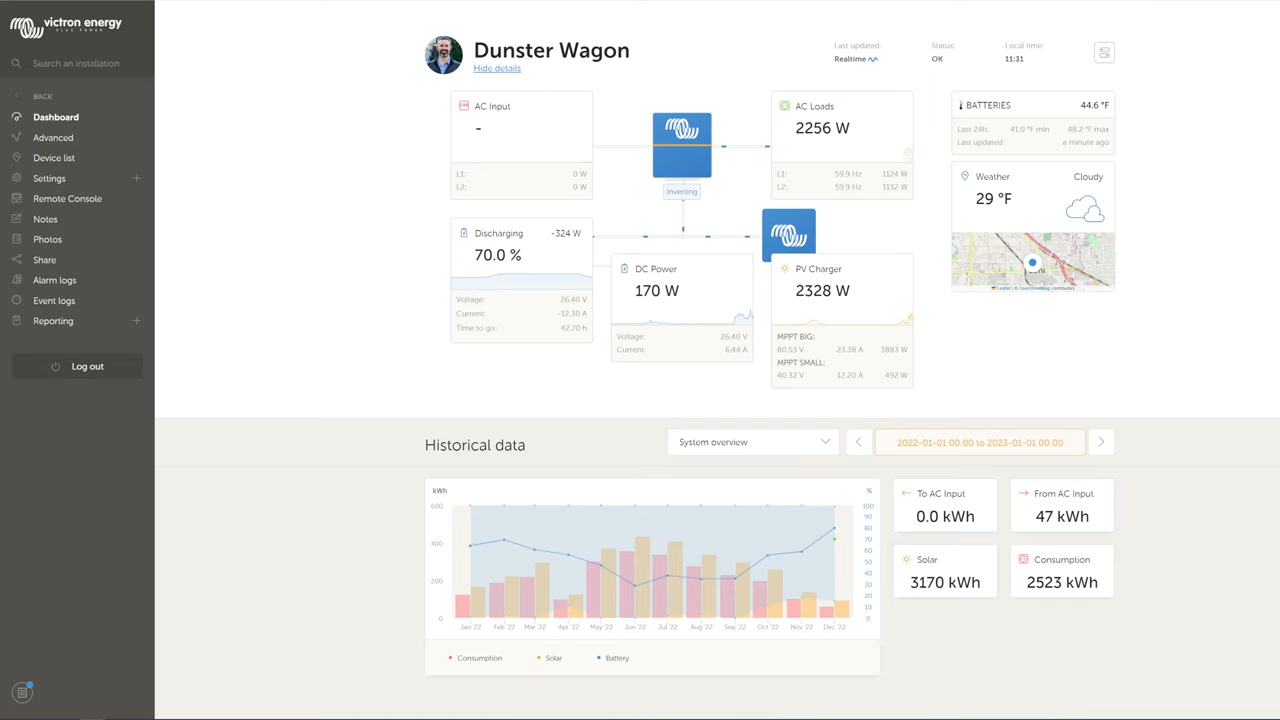 victron energy
BLUE POWER
Search an installation
BACK
Dashboard
Advanced
Device list
Settings
Remote Console
Notes
Photos
Share
Alarm logs
Event logs
Reporting
Log out
Dunster Wagon
Hide details
Last updated:
Realtime
Status:
OK
Local time:
11:31
AC Input
-
L1: 0 W
L2: 0 W
Inverting
AC Loads
2256 W
L1: 59.9 Hz 1124 W
L2: 59.9 Hz 1132 W
Discharging -324 W
70.0 %
Voltage: 26.40 V
Current: -12.30 A
Time to go: 42.70 h
DC Power
170 W
Voltage: 26.40 V
Current: 6.44 A
PV Charger
2328 W
MPPT BIG:
80.53 V 23.38 A 1883 W
MPPT SMALL:
40.32 V 12.20 A 492 W
BATTERIES 44.6 °F
Last 24h: 41.0 °F min 48.2 °F max
Last updated: a minute ago
Weather Cloudy
29 °F
Leaflet | © OpenStreetMap contributors
Historical data
System overview
2022-01-01 00:00 to 2023-01-01 00:00
kWh %
600
400
200
0
100
90
80
70
60
50
40
30
20
10
0
Jan '22 Feb '22 Mar '22 Apr '22 May '22 Jun '22 Jul '22 Aug '22 Sep '22 Oct '22 Nov '22 Dec '22
Consumption Solar Battery
To AC Input
0.0 kWh
From AC Input
47 kWh
Solar
3170 kWh
Consumption
2523 kWh